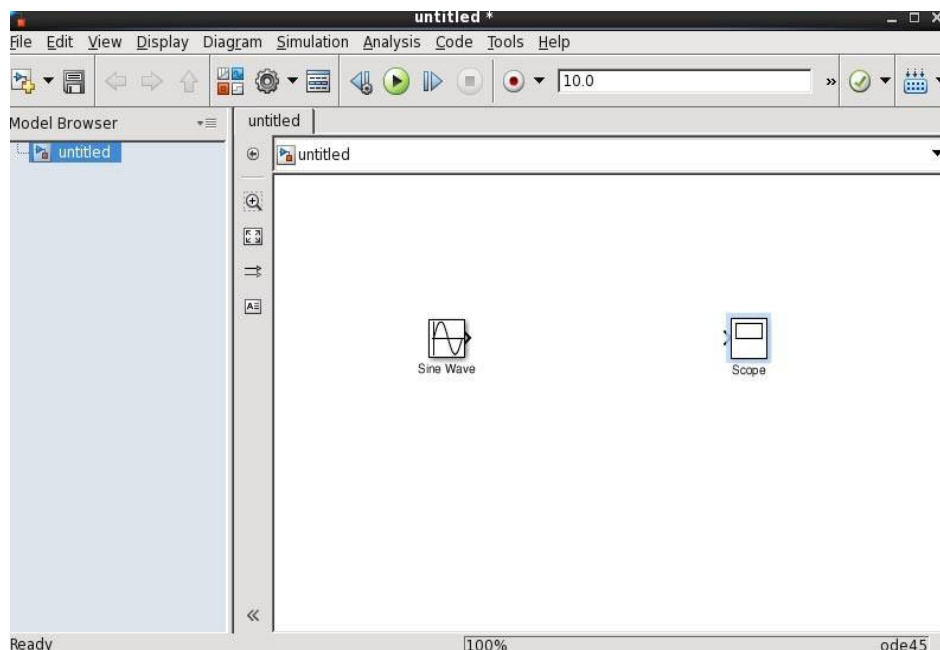 untitled *
File Edit View Display Diagram Simulation Analysis Code Tools Help
10.0
Model Browser
untitled
untitled
untitled
Sine Wave
Scope
Ready
100%
ode45